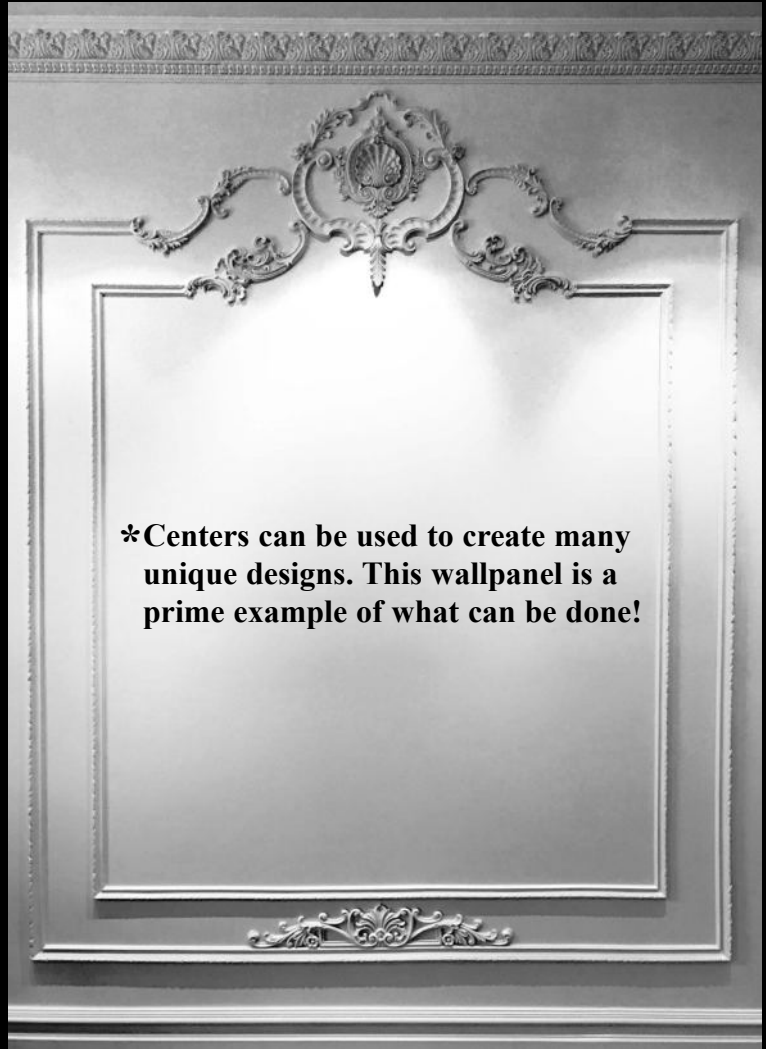 *Centers can be used to create many
unique designs. This wallpanel is a
prime example of what can be done!